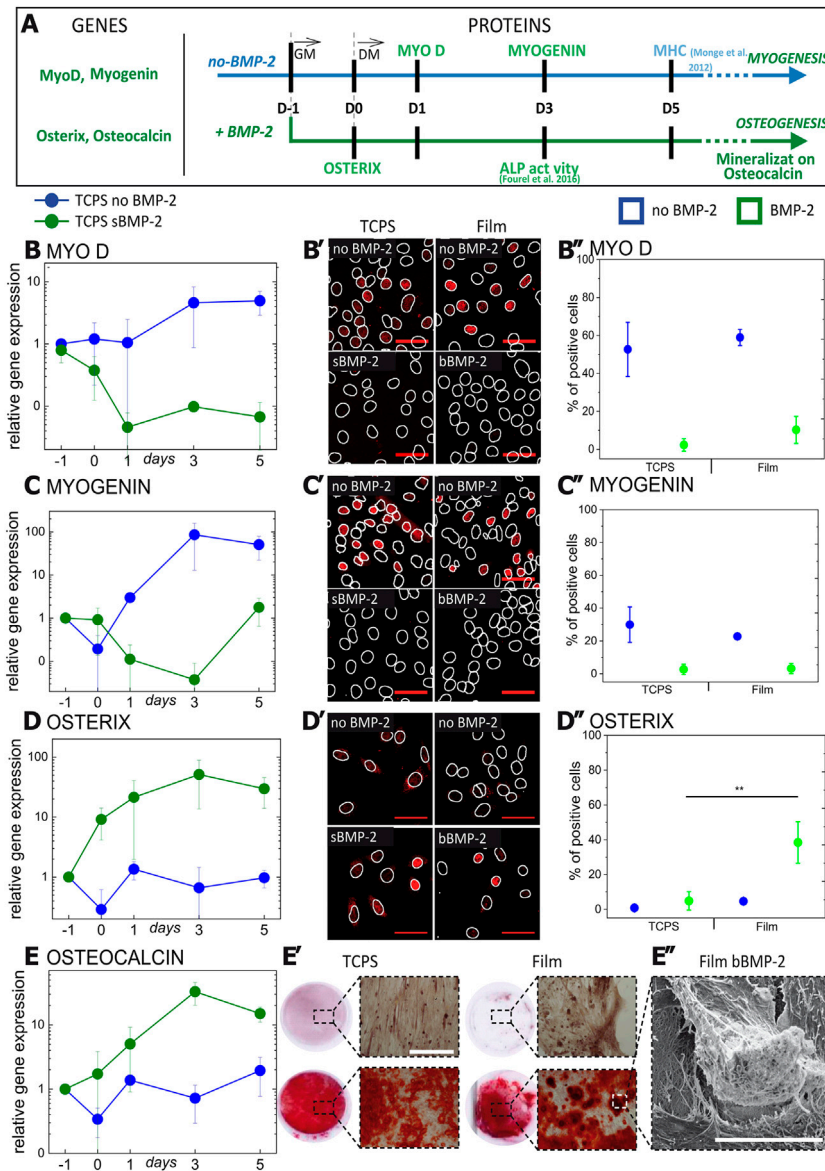 A
GENES
PROTEINS
MyoD, Myogenin
no-BMP-2
GM
DM
MYO D
MYOGENIN
MHC (Monge et al. 2012)
MYOGENESIS
D-1
D0
D1
D3
D5
Osterix, Osteocalcin
+ BMP-2
OSTEOGENESIS
OSTERIX
ALP act vity
(Fourel et al. 2016)
Mineralizat on
Osteocalcin
TCPS no BMP-2
TCPS sBMP-2
TCPS
Film
no BMP-2
BMP-2
B MYO D
relative gene expression
10
1
0
-1 0 1 days 3 5
B'
no BMP-2
no BMP-2
sBMP-2
bBMP-2
B" MYO D
% of positive cells
100
80
60
40
20
0
TCPS | Film
C MYOGENIN
relative gene expression
100
10
1
0
-1 0 1 days 3 5
C'
no BMP-2
no BMP-2
sBMP-2
bBMP-2
C" MYOGENIN
% of positive cells
100
80
60
40
20
0
TCPS | Film
D OSTERIX
relative gene expression
100
10
1
-1 0 1 days 3 5
D'
no BMP-2
no BMP-2
sBMP-2
bBMP-2
D" OSTERIX
% of positive cells
100
80
60
40
20
0
**
TCPS | Film
E OSTEOCALCIN
relative gene expression
10
1
-1 0 1 days 3 5
E'
TCPS
Film
E" Film bBMP-2